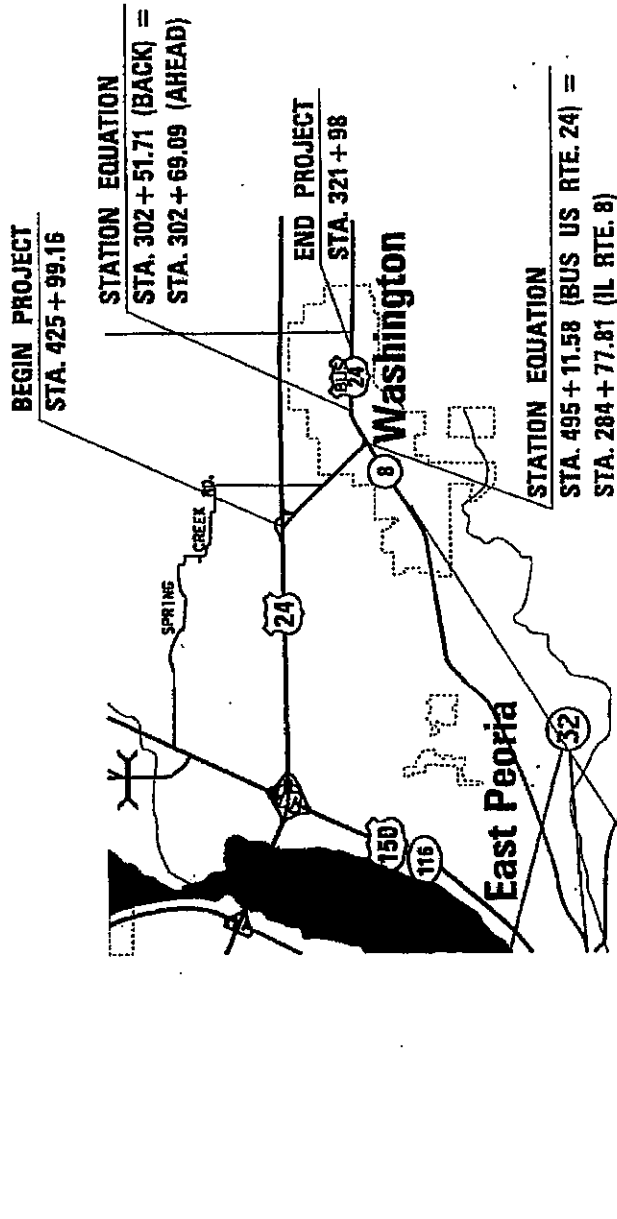 BEGIN PROJECT
STA. 425+99.16
STATION EQUATION
STA. 302+51.71 (BACK) =
STA. 302+69.09 (AHEAD)
END PROJECT
STA. 321+98
SPRING
CREEK
RD.
24
BUS
24
Washington
8
150
116
East Peoria
32
STATION EQUATION
STA. 495+11.58 (BUS US RTE. 24) =
STA. 284+77.81 (IL RTE. 8)